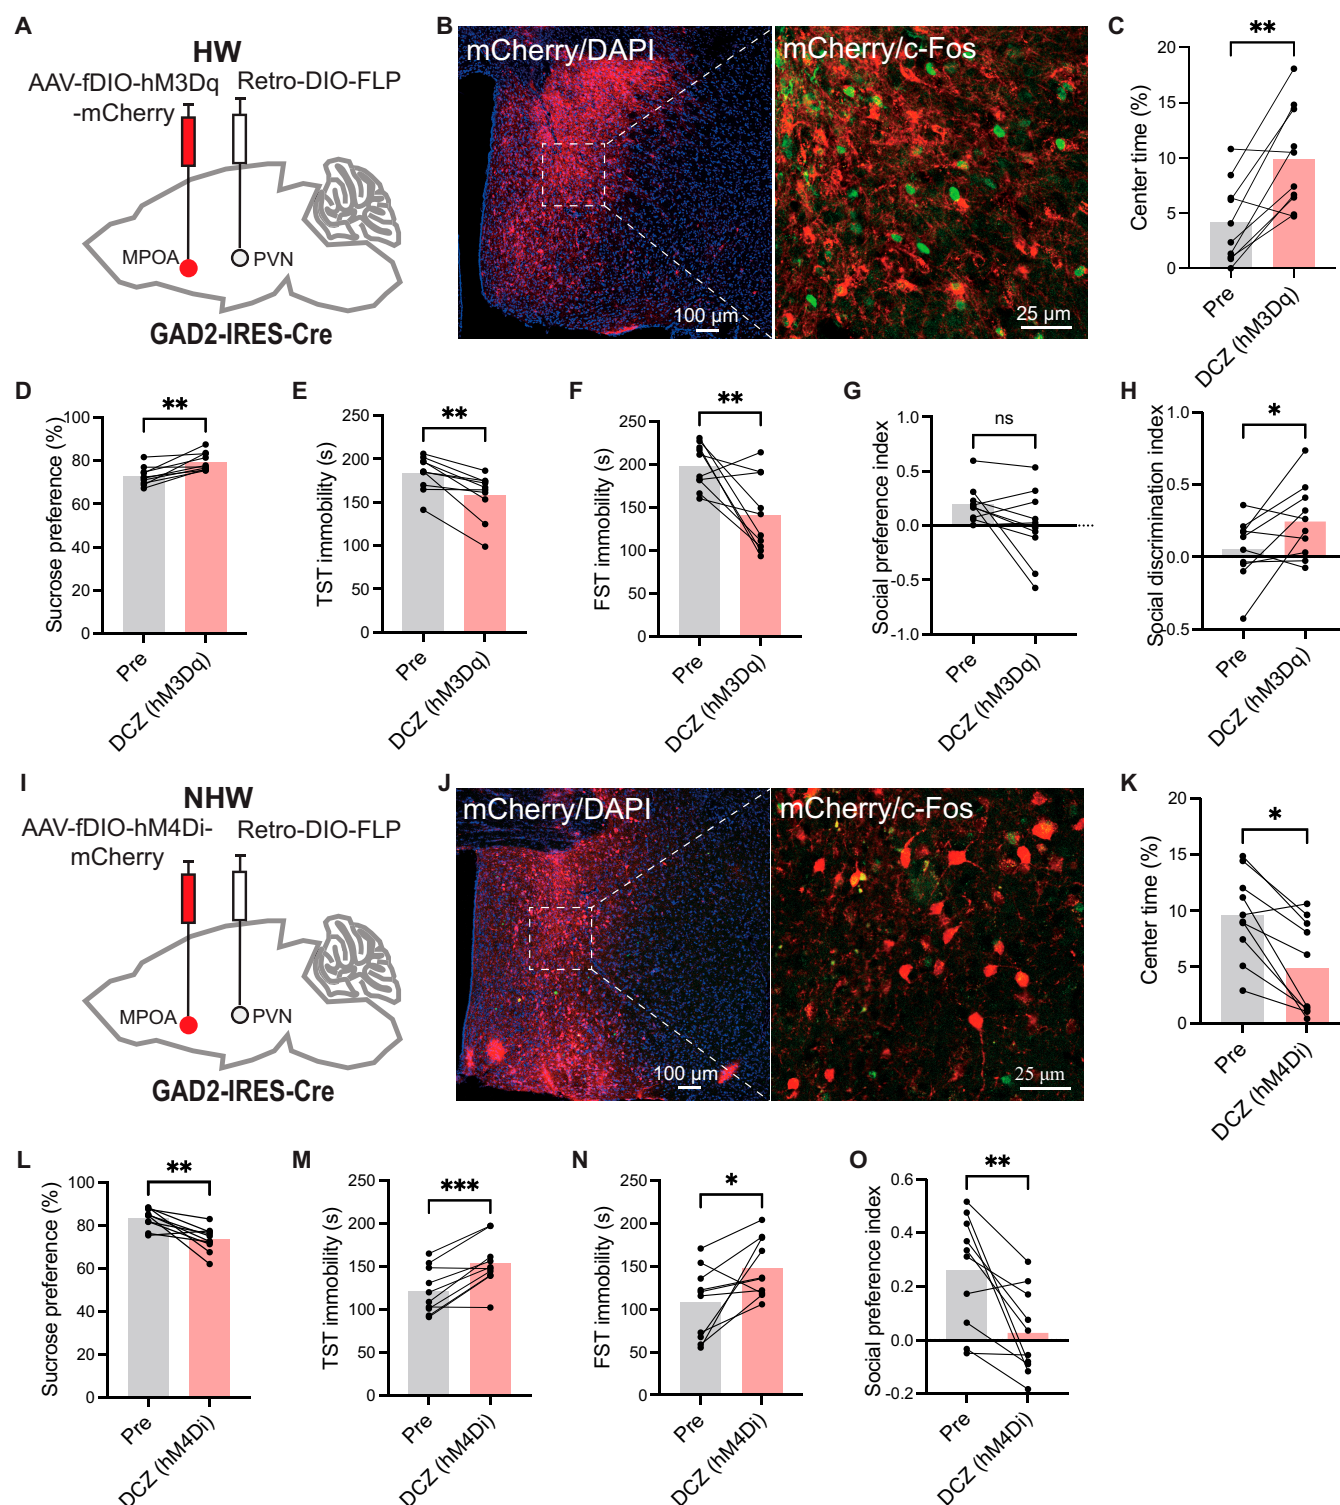 A
HW
AAV-fDIO-hM3Dq
-mCherry
Retro-DIO-FLP
MPOA
PVN
GAD2-IRES-Cre
B
mCherry/DAPI
100 µm
mCherry/c-Fos
25 µm
C
**
Center time (%)
20
15
10
5
0
Pre
DCZ (hM3Dq)
D
**
Sucrose preference (%)
100
80
60
40
20
0
Pre
DCZ (hM3Dq)
E
**
TST immobility (s)
250
200
150
100
50
0
Pre
DCZ (hM3Dq)
F
**
FST immobility (s)
250
200
150
100
50
0
Pre
DCZ (hM3Dq)
G
ns
Social preference index
1.0
0.5
0.0
-0.5
-1.0
Pre
DCZ (hM3Dq)
H
*
Social discrimination index
1.0
0.5
0.0
-0.5
Pre
DCZ (hM3Dq)
I
NHW
AAV-fDIO-hM4Di-
mCherry
Retro-DIO-FLP
MPOA
PVN
GAD2-IRES-Cre
J
mCherry/DAPI
100 µm
mCherry/c-Fos
25 µm
K
*
Center time (%)
20
15
10
5
0
Pre
DCZ (hM4Di)
L
**
Sucrose preference (%)
100
80
60
40
20
0
Pre
DCZ (hM4Di)
M
***
TST immobility (s)
250
200
150
100
50
0
Pre
DCZ (hM4Di)
N
*
FST immobility (s)
250
200
150
100
50
0
Pre
DCZ (hM4Di)
O
**
Social preference index
0.6
0.4
0.2
0.0
-0.2
Pre
DCZ (hM4Di)